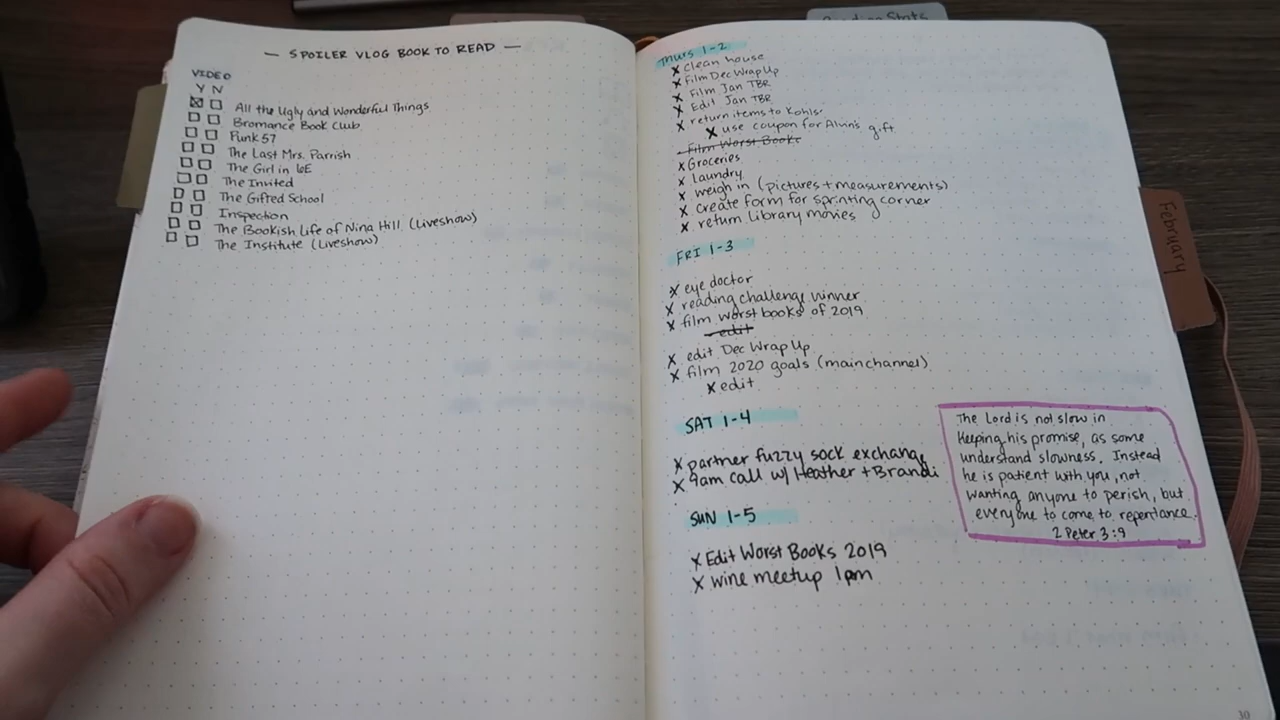 — SPOILER VLOG BOOK TO READ —
VIDEO
Y N
All the Ugly and Wonderful Things
Bromance Book Club
Punk 57
The Last Mrs. Parrish
The Girl in 6E
The Invited
The Gifted School
Inspection
The Bookish Life of Nina Hill (Liveshow)
The Institute (Liveshow)
Reading Stats
THURS 1-2
x clean house
x Film Dec Wrap Up
x Film Jan TBR
x Edit Jan TBR
x return items to Kohls
x use coupon for Alvin's gift
Film Worst Books
x Groceries
x Laundry
x weigh in (pictures + measurements)
x create form for sprinting corner
x return Library movies
FRI 1-3
x eye doctor
x reading challenge winner
x film worst books of 2019
edit
x edit Dec Wrap Up
x film 2020 goals (main channel)
x edit
SAT 1-4
x partner fuzzy sock exchange
x 9am call w/ Heather + Brandi
SUN 1-5
x Edit Worst Books 2019
x wine meetup 1pm
The Lord is not slow in
Keeping his promise, as some
understand slowness. Instead
he is patient with you, not
wanting anyone to perish, but
everyone to come to repentance.
2 Peter 3:9
February
30